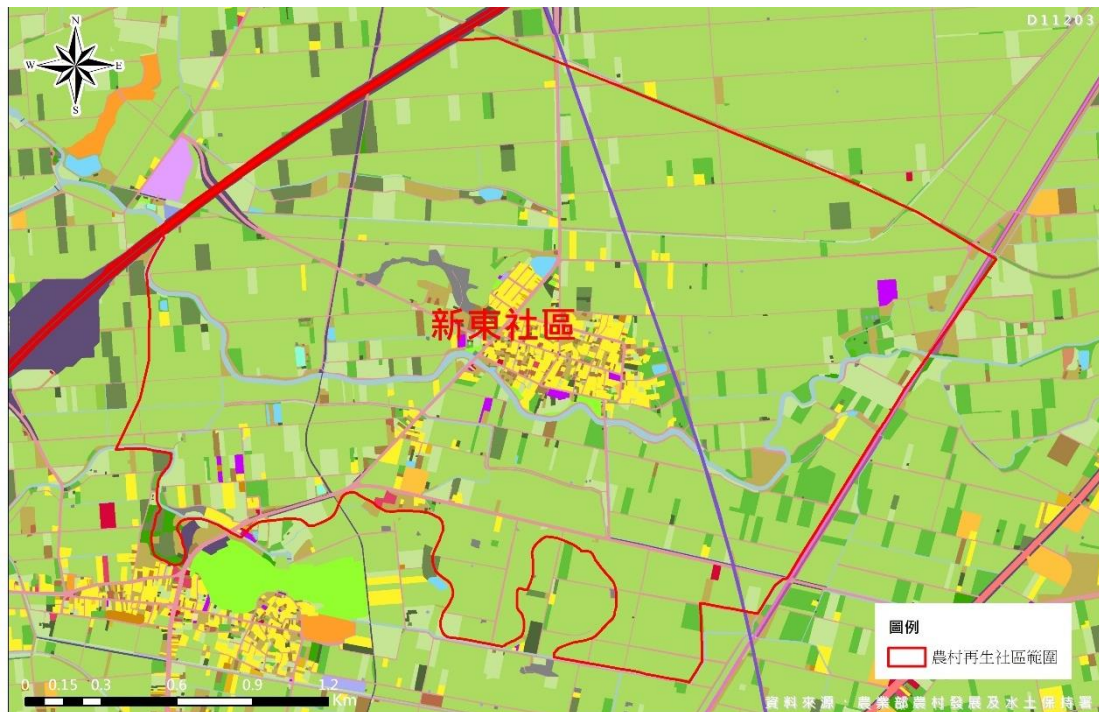 D11203
N
W E
S
新東社區
圖例
農村再生社區範圍
0 0.15 0.3 0.6 0.9 1.2
Km
資料來源：農業部農村發展及水土保持署